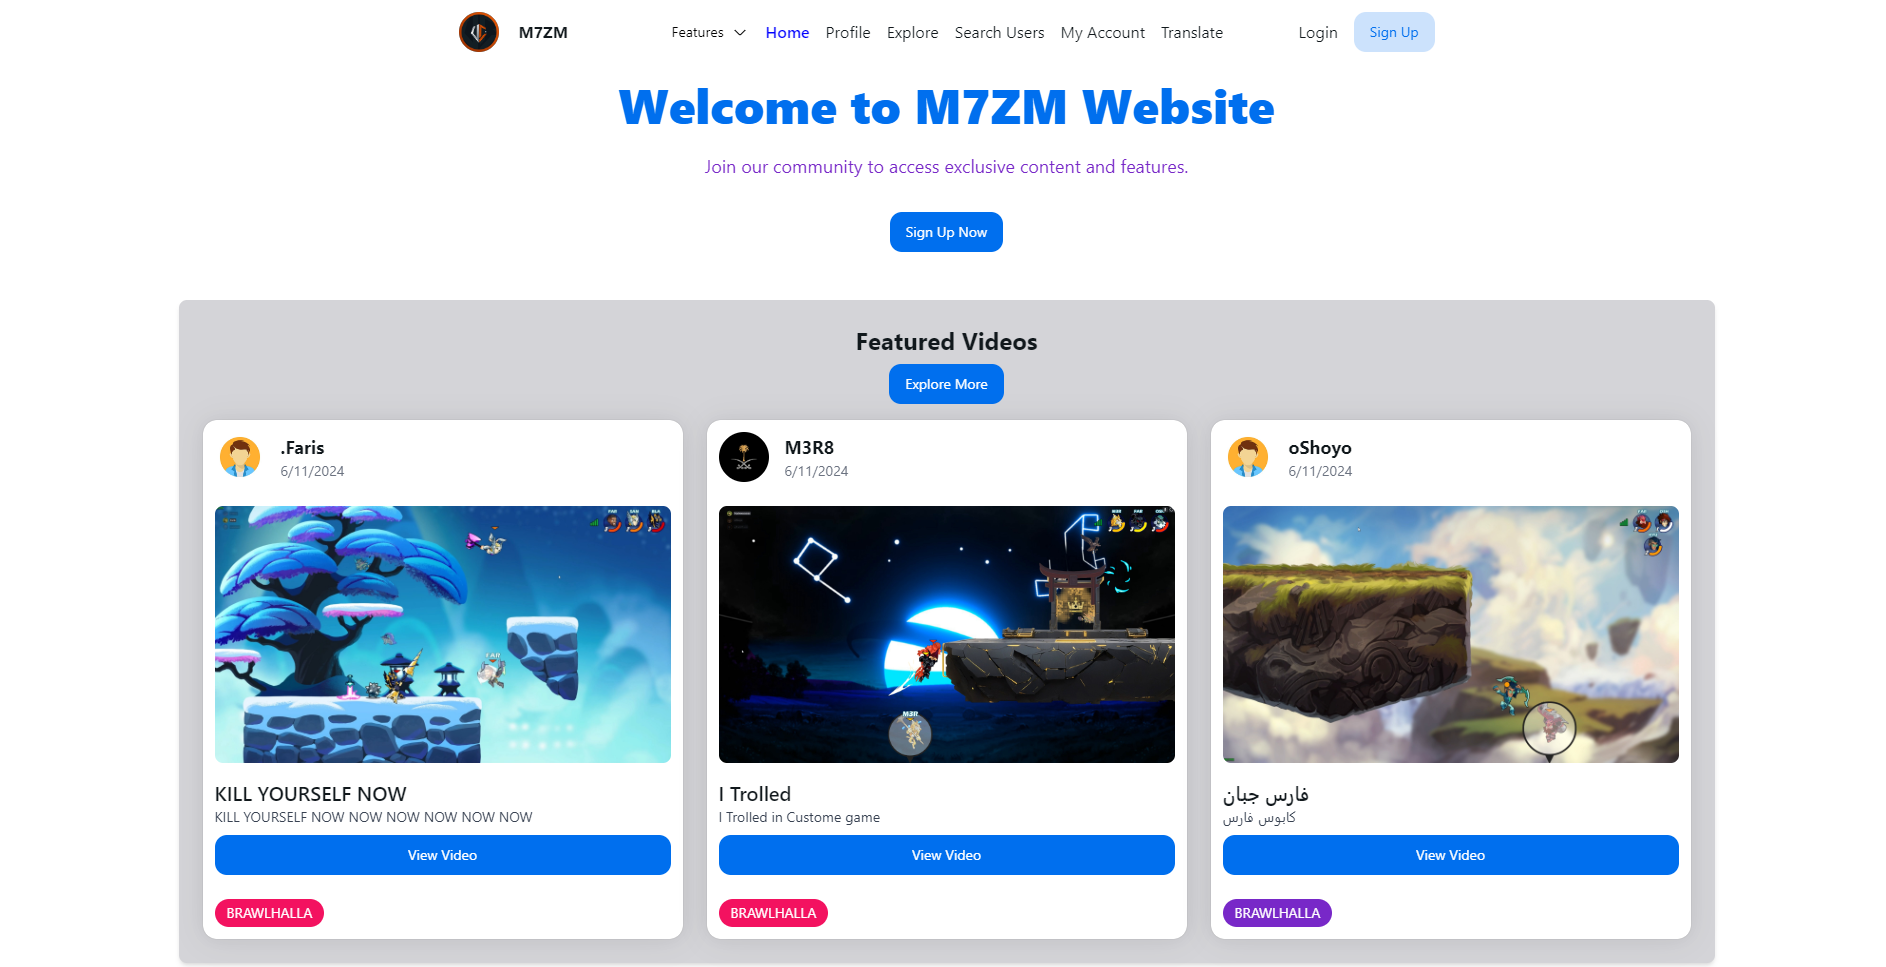 M7ZM
Features Home Profile Explore Search Users My Account Translate
Login Sign Up
Welcome to M7ZM Website
Join our community to access exclusive content and features.
Sign Up Now
Featured Videos
Explore More
.Faris
6/11/2024
FAR
KILL YOURSELF NOW
KILL YOURSELF NOW NOW NOW NOW NOW NOW
View Video
BRAWLHALLA
M3R8
6/11/2024
M3R
I Trolled
I Trolled in Custome game
View Video
BRAWLHALLA
oShoyo
6/11/2024
فارس جبان
كابوس فارس
View Video
BRAWLHALLA